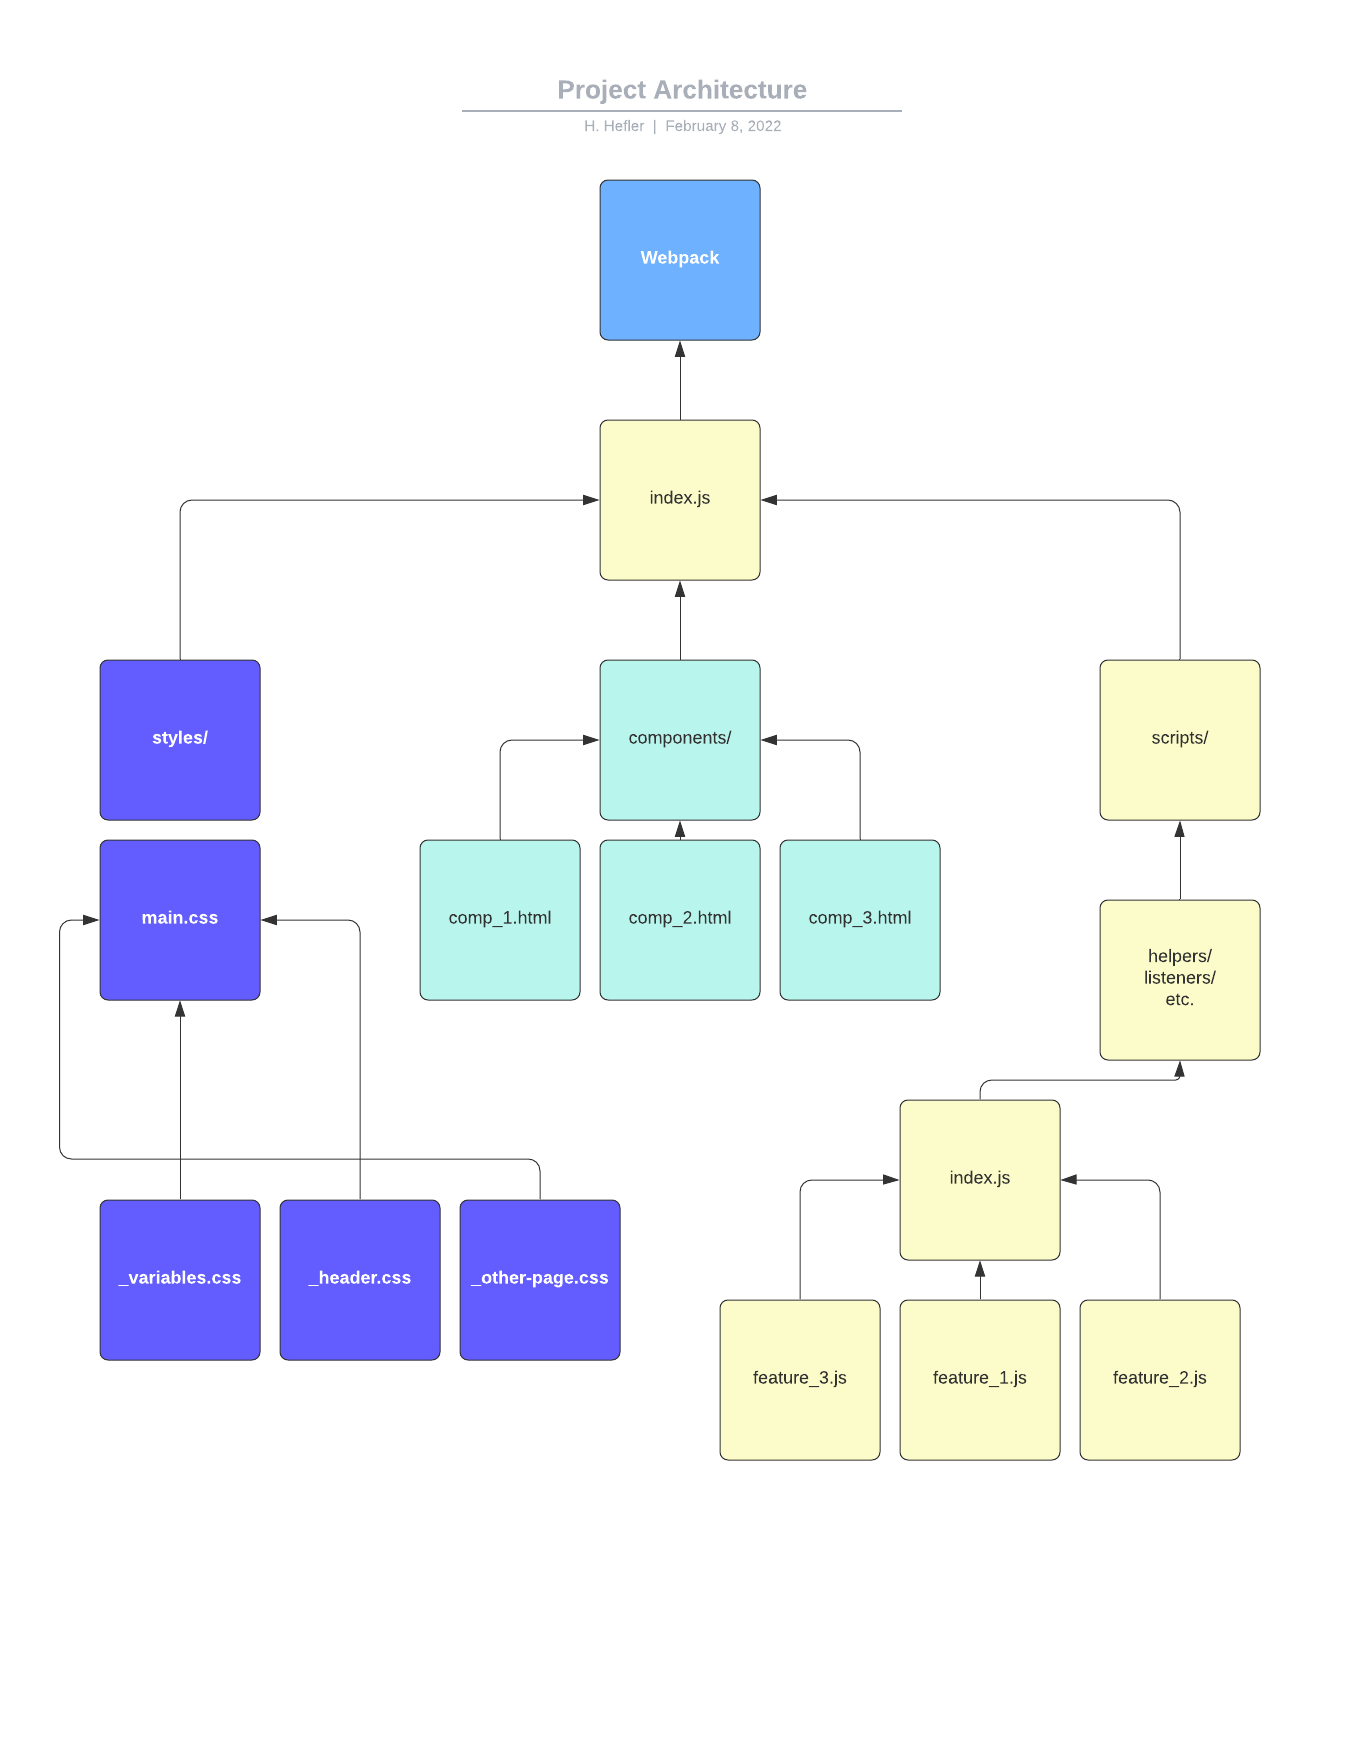 Project Architecture
H. Hefler | February 8, 2022
Webpack
index.js
styles/
components/
scripts/
main.css
comp_1.html
comp_2.html
comp_3.html
helpers/
listeners/
etc.
index.js
_variables.css
_header.css
_other-page.css
feature_3.js
feature_1.js
feature_2.js